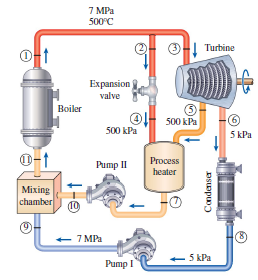 7 MPa
500°C
1
2
3
Turbine
Expansion
valve
Boiler
4
500 kPa
5
500 kPa
6
5 kPa
11
Pump II
Process
heater
Condenser
Mixing
chamber
10
7
9
7 MPa
8
5 kPa
Pump I